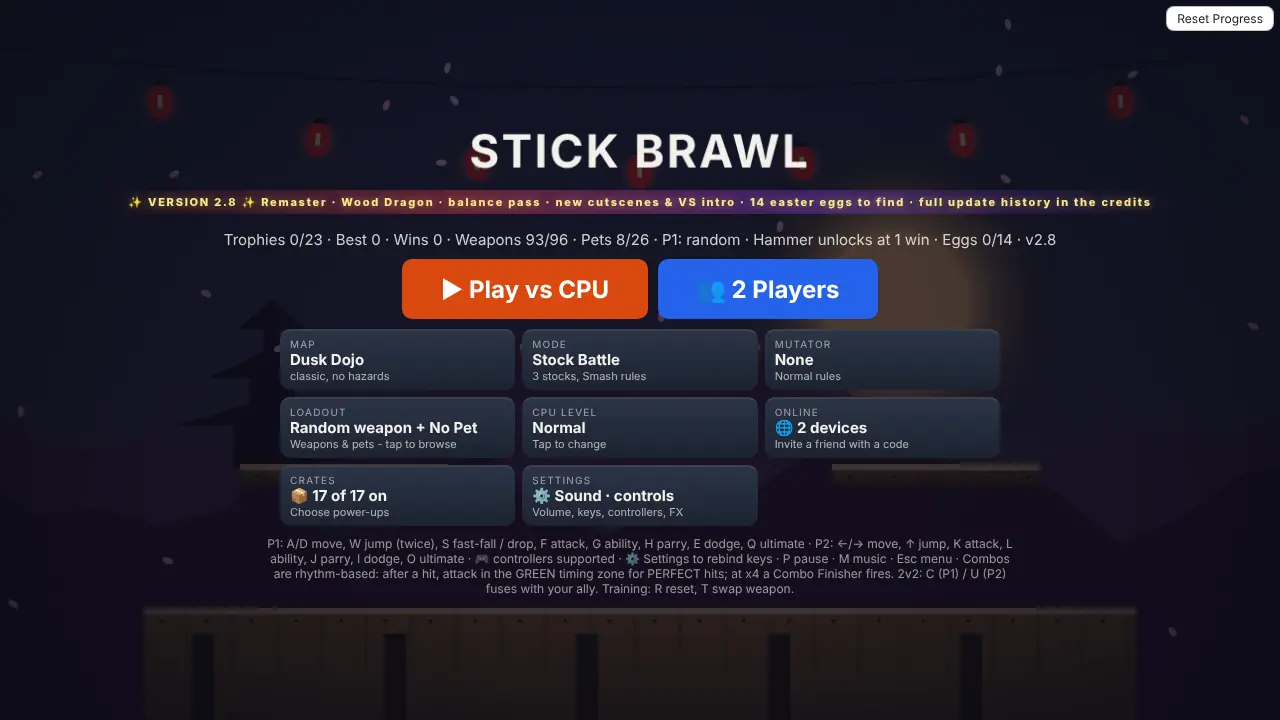 Reset Progress
STICK BRAWL
✨ VERSION 2.8 ✨ Remaster · Wood Dragon · balance pass · new cutscenes & VS intro · 14 easter eggs to find · full update history in the credits
Trophies 0/23 · Best 0 · Wins 0 · Weapons 93/96 · Pets 8/26 · P1: random · Hammer unlocks at 1 win · Eggs 0/14 · v2.8
▶ Play vs CPU
👥 2 Players
MAP
Dusk Dojo
classic, no hazards
MODE
Stock Battle
3 stocks, Smash rules
MUTATOR
None
Normal rules
LOADOUT
Random weapon + No Pet
Weapons & pets - tap to browse
CPU LEVEL
Normal
Tap to change
ONLINE
🌐 2 devices
Invite a friend with a code
CRATES
📦 17 of 17 on
Choose power-ups
SETTINGS
⚙️ Sound · controls
Volume, keys, controllers, FX
P1: A/D move, W jump (twice), S fast-fall / drop, F attack, G ability, H parry, E dodge, Q ultimate · P2: ←/→ move, ↑ jump, K attack, L
ability, J parry, I dodge, O ultimate · 🎮 controllers supported · ⚙️ Settings to rebind keys · P pause · M music · Esc menu · Combos
are rhythm-based: after a hit, attack in the GREEN timing zone for PERFECT hits; at x4 a Combo Finisher fires. 2v2: C (P1) / U (P2)
fuses with your ally. Training: R reset, T swap weapon.